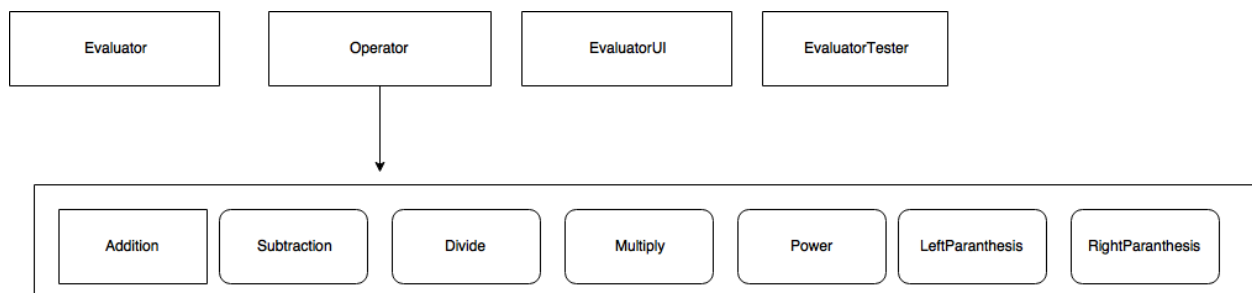 Evaluator
Operator
EvaluatorUI
EvaluatorTester
Addition
Subtraction
Divide
Multiply
Power
LeftParanthesis
RightParanthesis